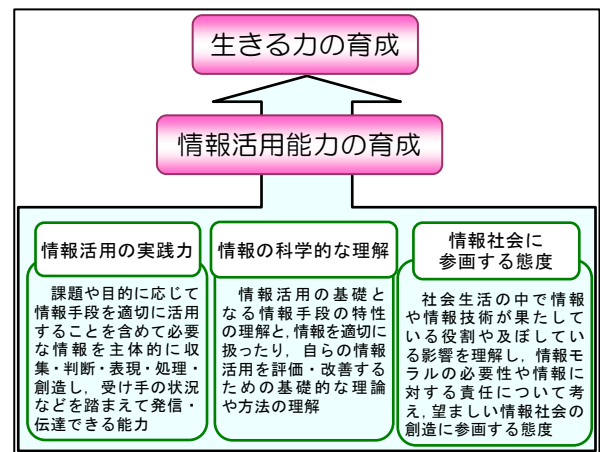 生きる力の育成
情報活用能力の育成
情報活用の実践力
課題や目的に応じて
情報手段を適切に活用
することを含めて必要
な情報を主体的に収
集・判断・表現・処理・
創造し，受け手の状況
などを踏まえて発信・
伝達できる能力
情報の科学的な理解
情報活用の基礎と
なる情報手段の特性
の理解と，情報を適切に
扱ったり，自らの情報
活用を評価・改善する
ための基礎的な理論
や方法の理解
情報社会に
参画する態度
社会生活の中で情報
や情報技術が果たして
いる役割や及ぼしている
影響を理解し，情報モ
ラルの必要性や情報に
対する責任について考
え，望ましい情報社会の
創造に参画する態度